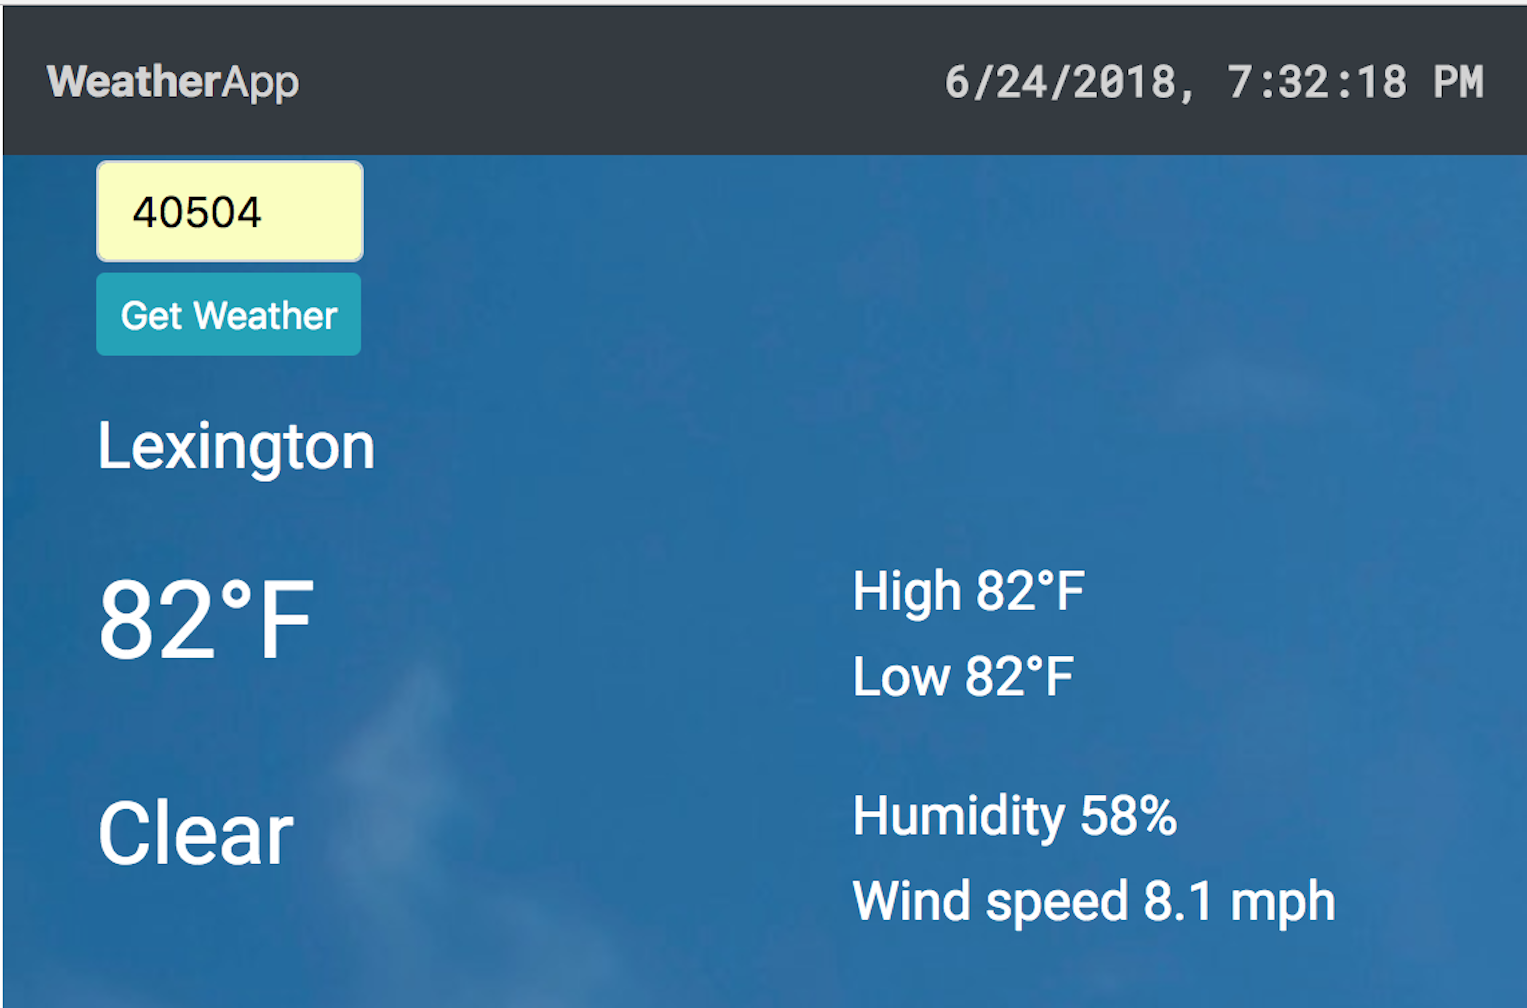 WeatherApp
6/24/2018, 7:32:18 PM
40504
Get Weather
Lexington
82°F
High 82°F
Low 82°F
Clear
Humidity 58%
Wind speed 8.1 mph